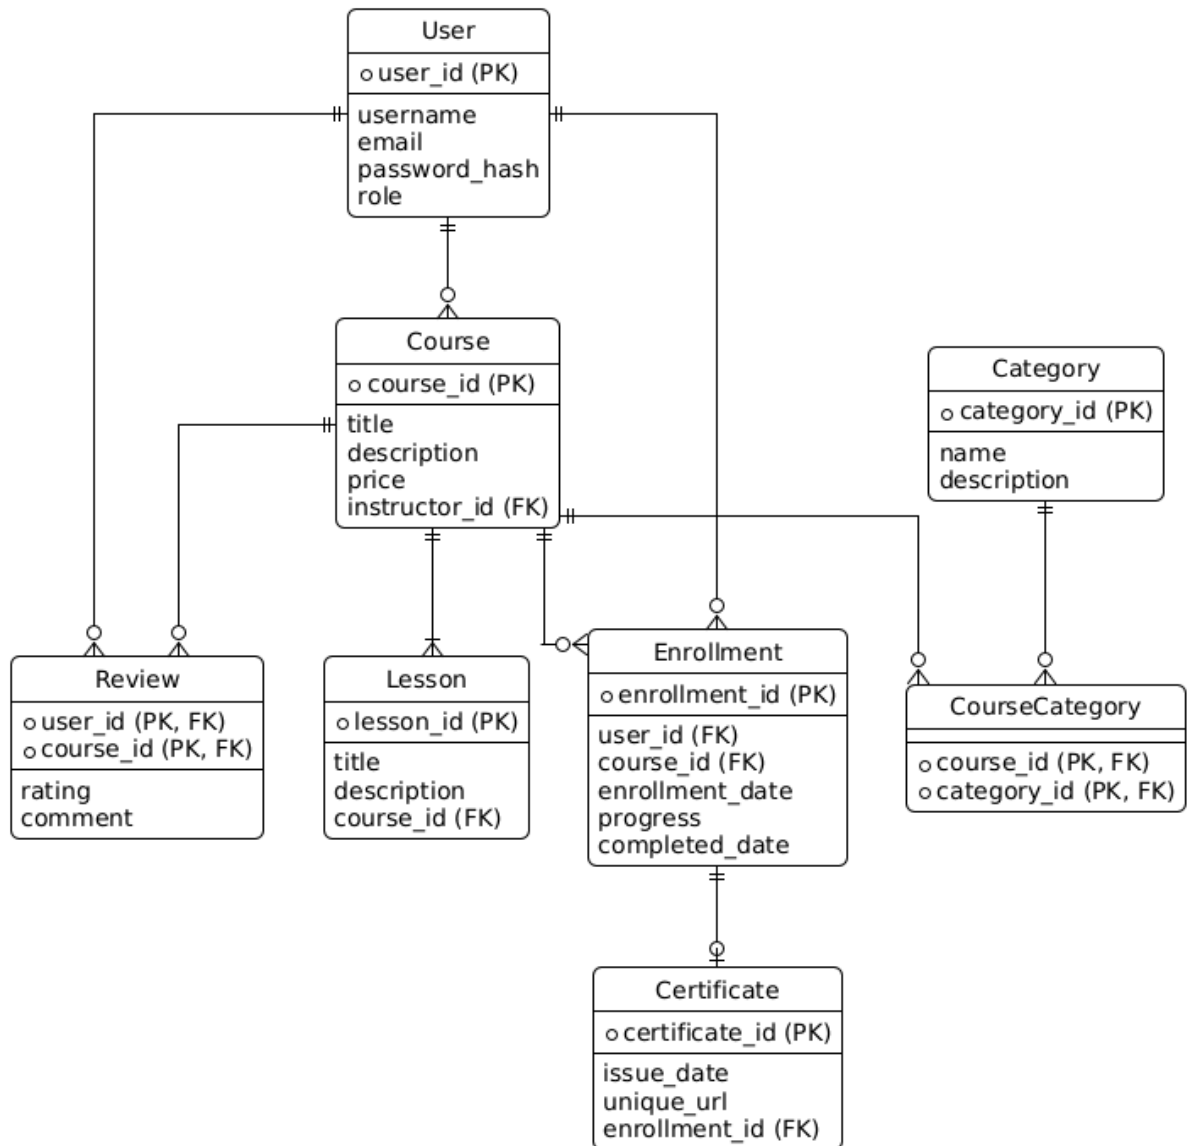 User
user_id (PK)
username
email
password_hash
role
Course
course_id (PK)
title
description
price
instructor_id (FK)
Category
category_id (PK)
name
description
Review
user_id (PK, FK)
course_id (PK, FK)
rating
comment
Lesson
lesson_id (PK)
title
description
course_id (FK)
Enrollment
enrollment_id (PK)
user_id (FK)
course_id (FK)
enrollment_date
progress
completed_date
CourseCategory
course_id (PK, FK)
category_id (PK, FK)
Certificate
certificate_id (PK)
issue_date
unique_url
enrollment_id (FK)